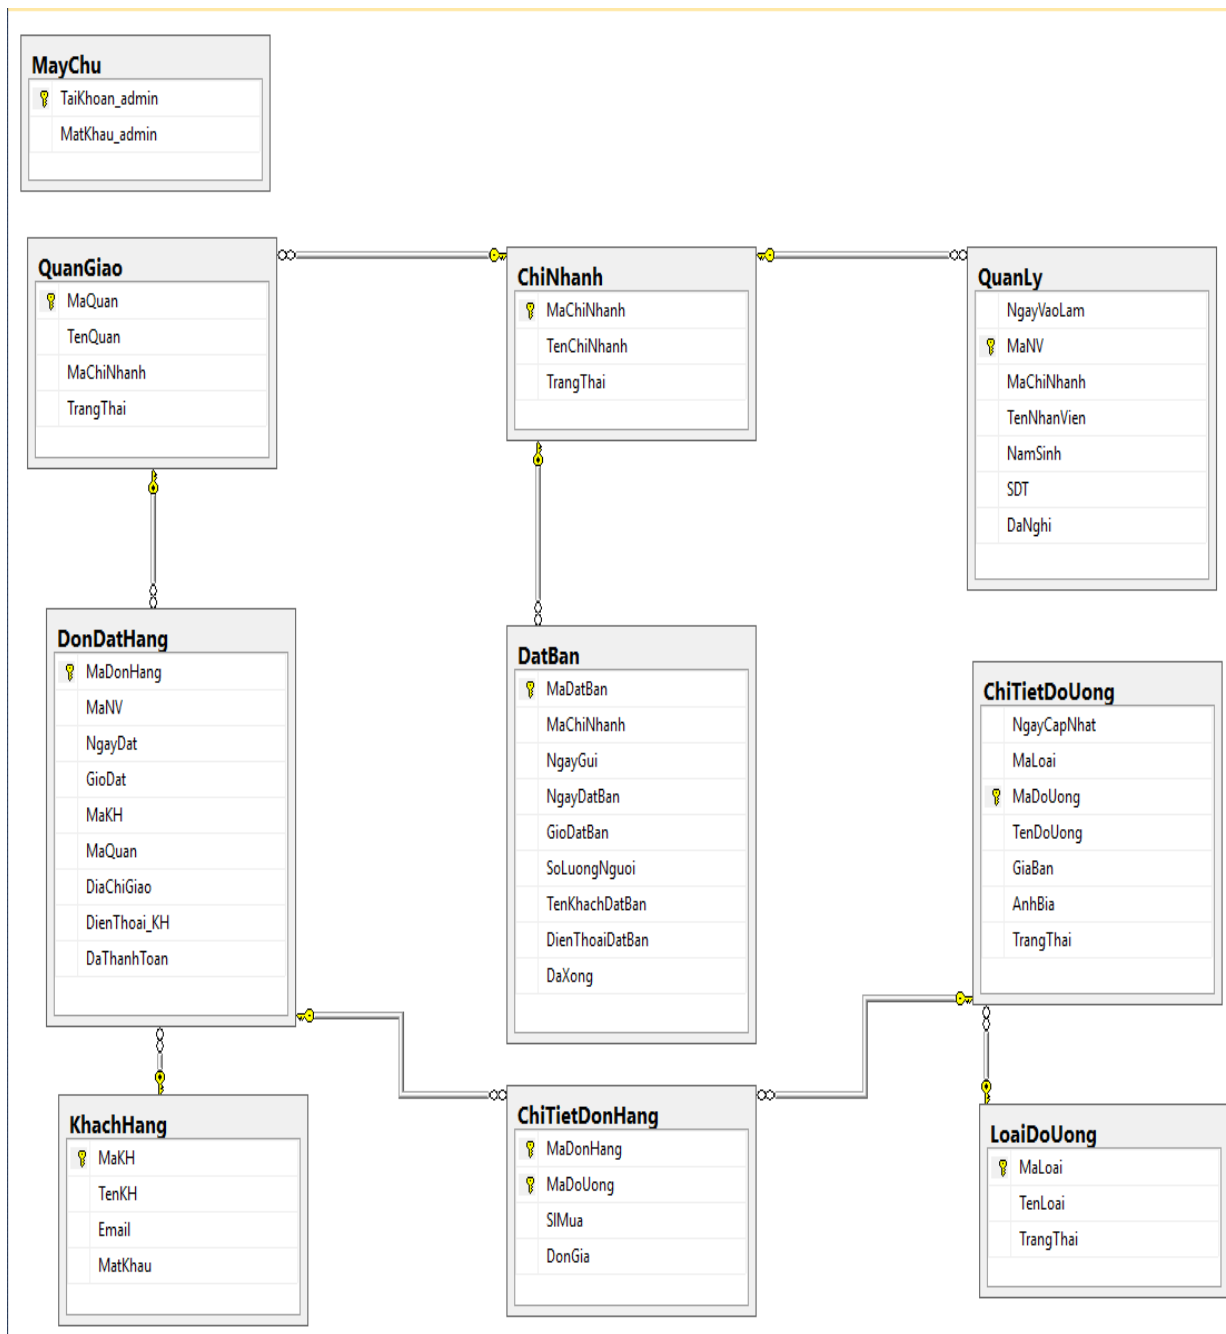 MayChu
TaiKhoan_admin
MatKhau_admin
QuanGiao
MaQuan
TenQuan
MaChiNhanh
TrangThai
ChiNhanh
MaChiNhanh
TenChiNhanh
TrangThai
QuanLy
NgayVaoLam
MaNV
MaChiNhanh
TenNhanVien
NamSinh
SDT
DaNghi
DonDatHang
MaDonHang
MaNV
NgayDat
GioDat
MaKH
MaQuan
DiaChiGiao
DienThoai_KH
DaThanhToan
DatBan
MaDatBan
MaChiNhanh
NgayGui
NgayDatBan
GioDatBan
SoLuongNguoi
TenKhachDatBan
DienThoaiDatBan
DaXong
ChiTietDoUong
NgayCapNhat
MaLoai
MaDoUong
TenDoUong
GiaBan
AnhBia
TrangThai
KhachHang
MaKH
TenKH
Email
MatKhau
ChiTietDonHang
MaDonHang
MaDoUong
SlMua
DonGia
LoaiDoUong
MaLoai
TenLoai
TrangThai